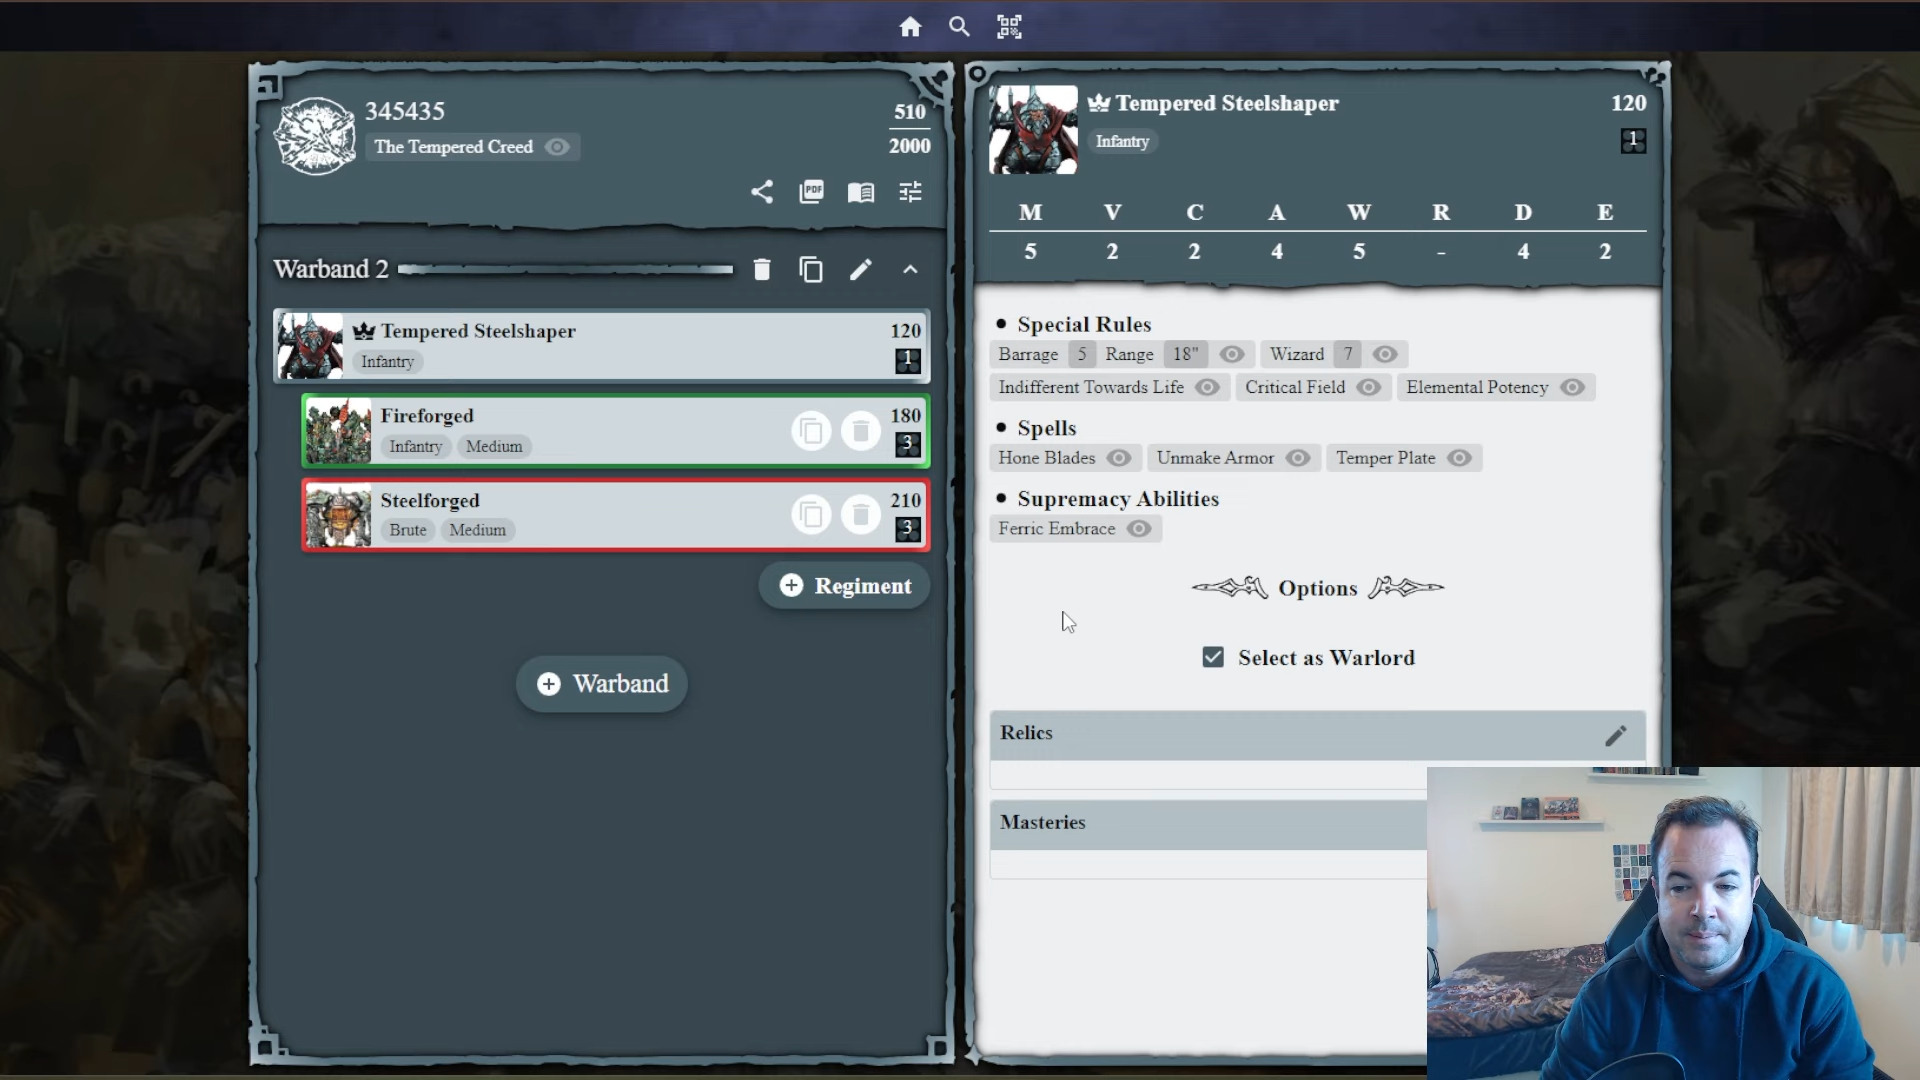 345435
510
The Tempered Creed
2000
PDF
Warband 2
Tempered Steelshaper
120
Infantry
1
Fireforged
180
Infantry Medium
3
Steelforged
210
Brute Medium
3
Regiment
Warband
Tempered Steelshaper
120
Infantry
1
M V C A W R D E
5 2 2 4 5 - 4 2
Special Rules
Barrage 5 Range 18" Wizard 7
Indifferent Towards Life Critical Field Elemental Potency
Spells
Hone Blades Unmake Armor Temper Plate
Supremacy Abilities
Ferric Embrace
Options
Select as Warlord
Relics
Masteries